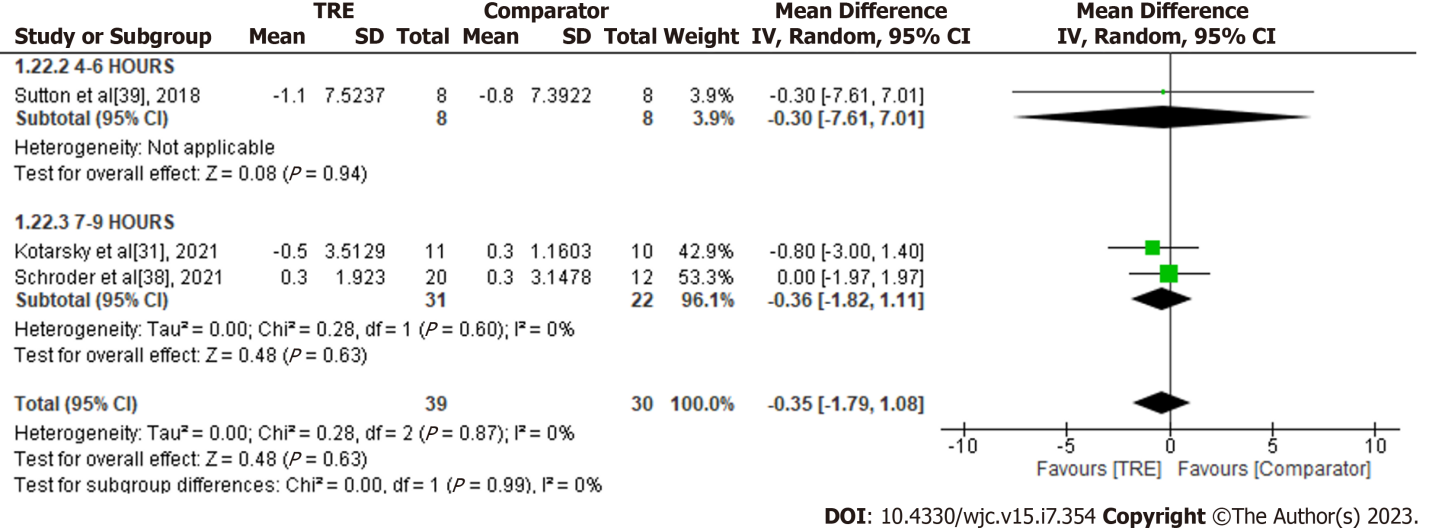 TRE Comparator Mean Difference Mean Difference
Study or Subgroup Mean SD Total Mean SD Total Weight IV, Random, 95% CI IV, Random, 95% CI
1.22.2 4-6 HOURS
Sutton et al[39], 2018 -1.1 7.5237 8 -0.8 7.3922 8 3.9% -0.30 [-7.61, 7.01]
Subtotal (95% CI) 8 8 3.9% -0.30 [-7.61, 7.01]
Heterogeneity: Not applicable
Test for overall effect: Z = 0.08 (P = 0.94)
1.22.3 7-9 HOURS
Kotarsky et al[31], 2021 -0.5 3.5129 11 0.3 1.1603 10 42.9% -0.80 [-3.00, 1.40]
Schroder et al[38], 2021 0.3 1.923 20 0.3 3.1478 12 53.3% 0.00 [-1.97, 1.97]
Subtotal (95% CI) 31 22 96.1% -0.36 [-1.82, 1.11]
Heterogeneity: Tau² = 0.00; Chi² = 0.28, df = 1 (P = 0.60); I² = 0%
Test for overall effect: Z = 0.48 (P = 0.63)
Total (95% CI) 39 30 100.0% -0.35 [-1.79, 1.08]
Heterogeneity: Tau² = 0.00; Chi² = 0.28, df = 2 (P = 0.87); I² = 0%
Test for overall effect: Z = 0.48 (P = 0.63)
Test for subgroup differences: Chi² = 0.00, df = 1 (P = 0.99), I² = 0%
-10 -5 0 5 10
Favours [TRE] Favours [Comparator]
DOI: 10.4330/wjc.v15.i7.354 Copyright ©The Author(s) 2023.